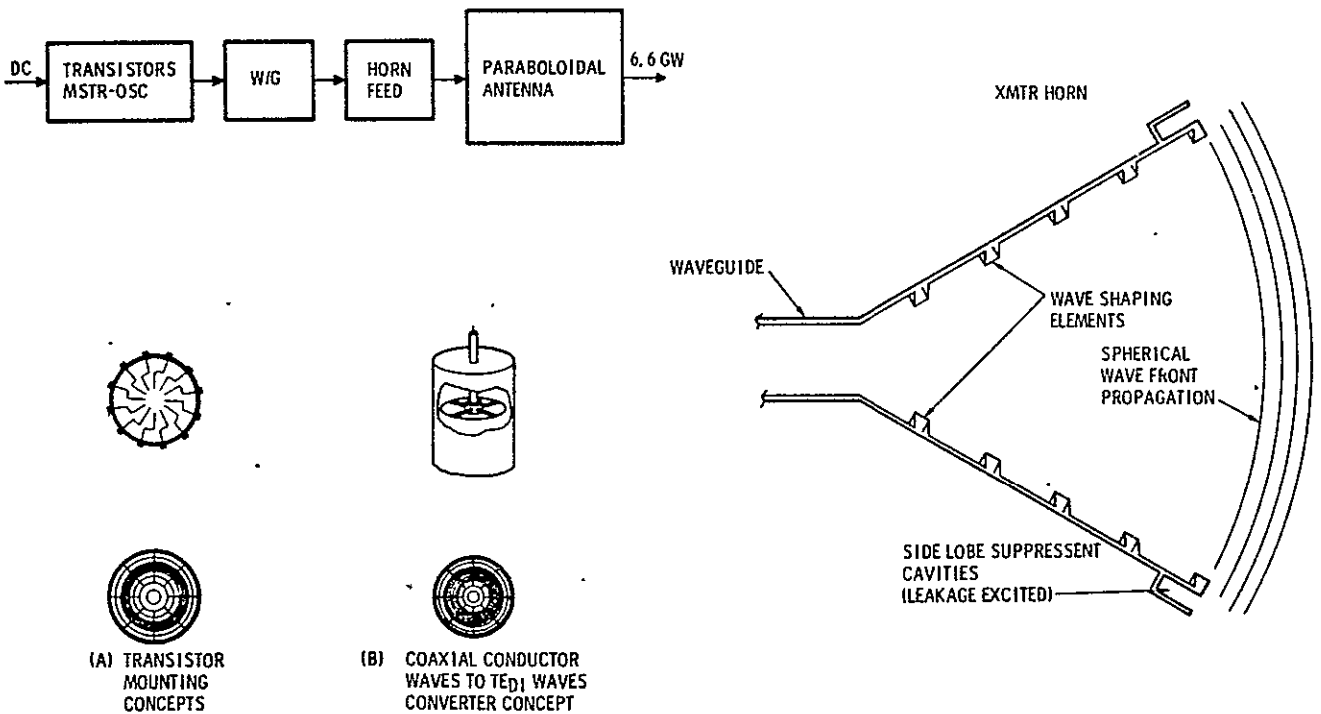 DC
TRANSISTORS
MSTR-OSC
W/G
HORN
FEED
PARABOLOIDAL
ANTENNA
6.6 GW
XMTR HORN
WAVEGUIDE
WAVE SHAPING
ELEMENTS
SPHERICAL
WAVE FRONT
PROPAGATION
SIDE LOBE SUPPRESSENT
CAVITIES
(LEAKAGE EXCITED)
(A) TRANSISTOR
MOUNTING
CONCEPTS
(B) COAXIAL CONDUCTOR
WAVES TO TED1 WAVES
CONVERTER CONCEPT